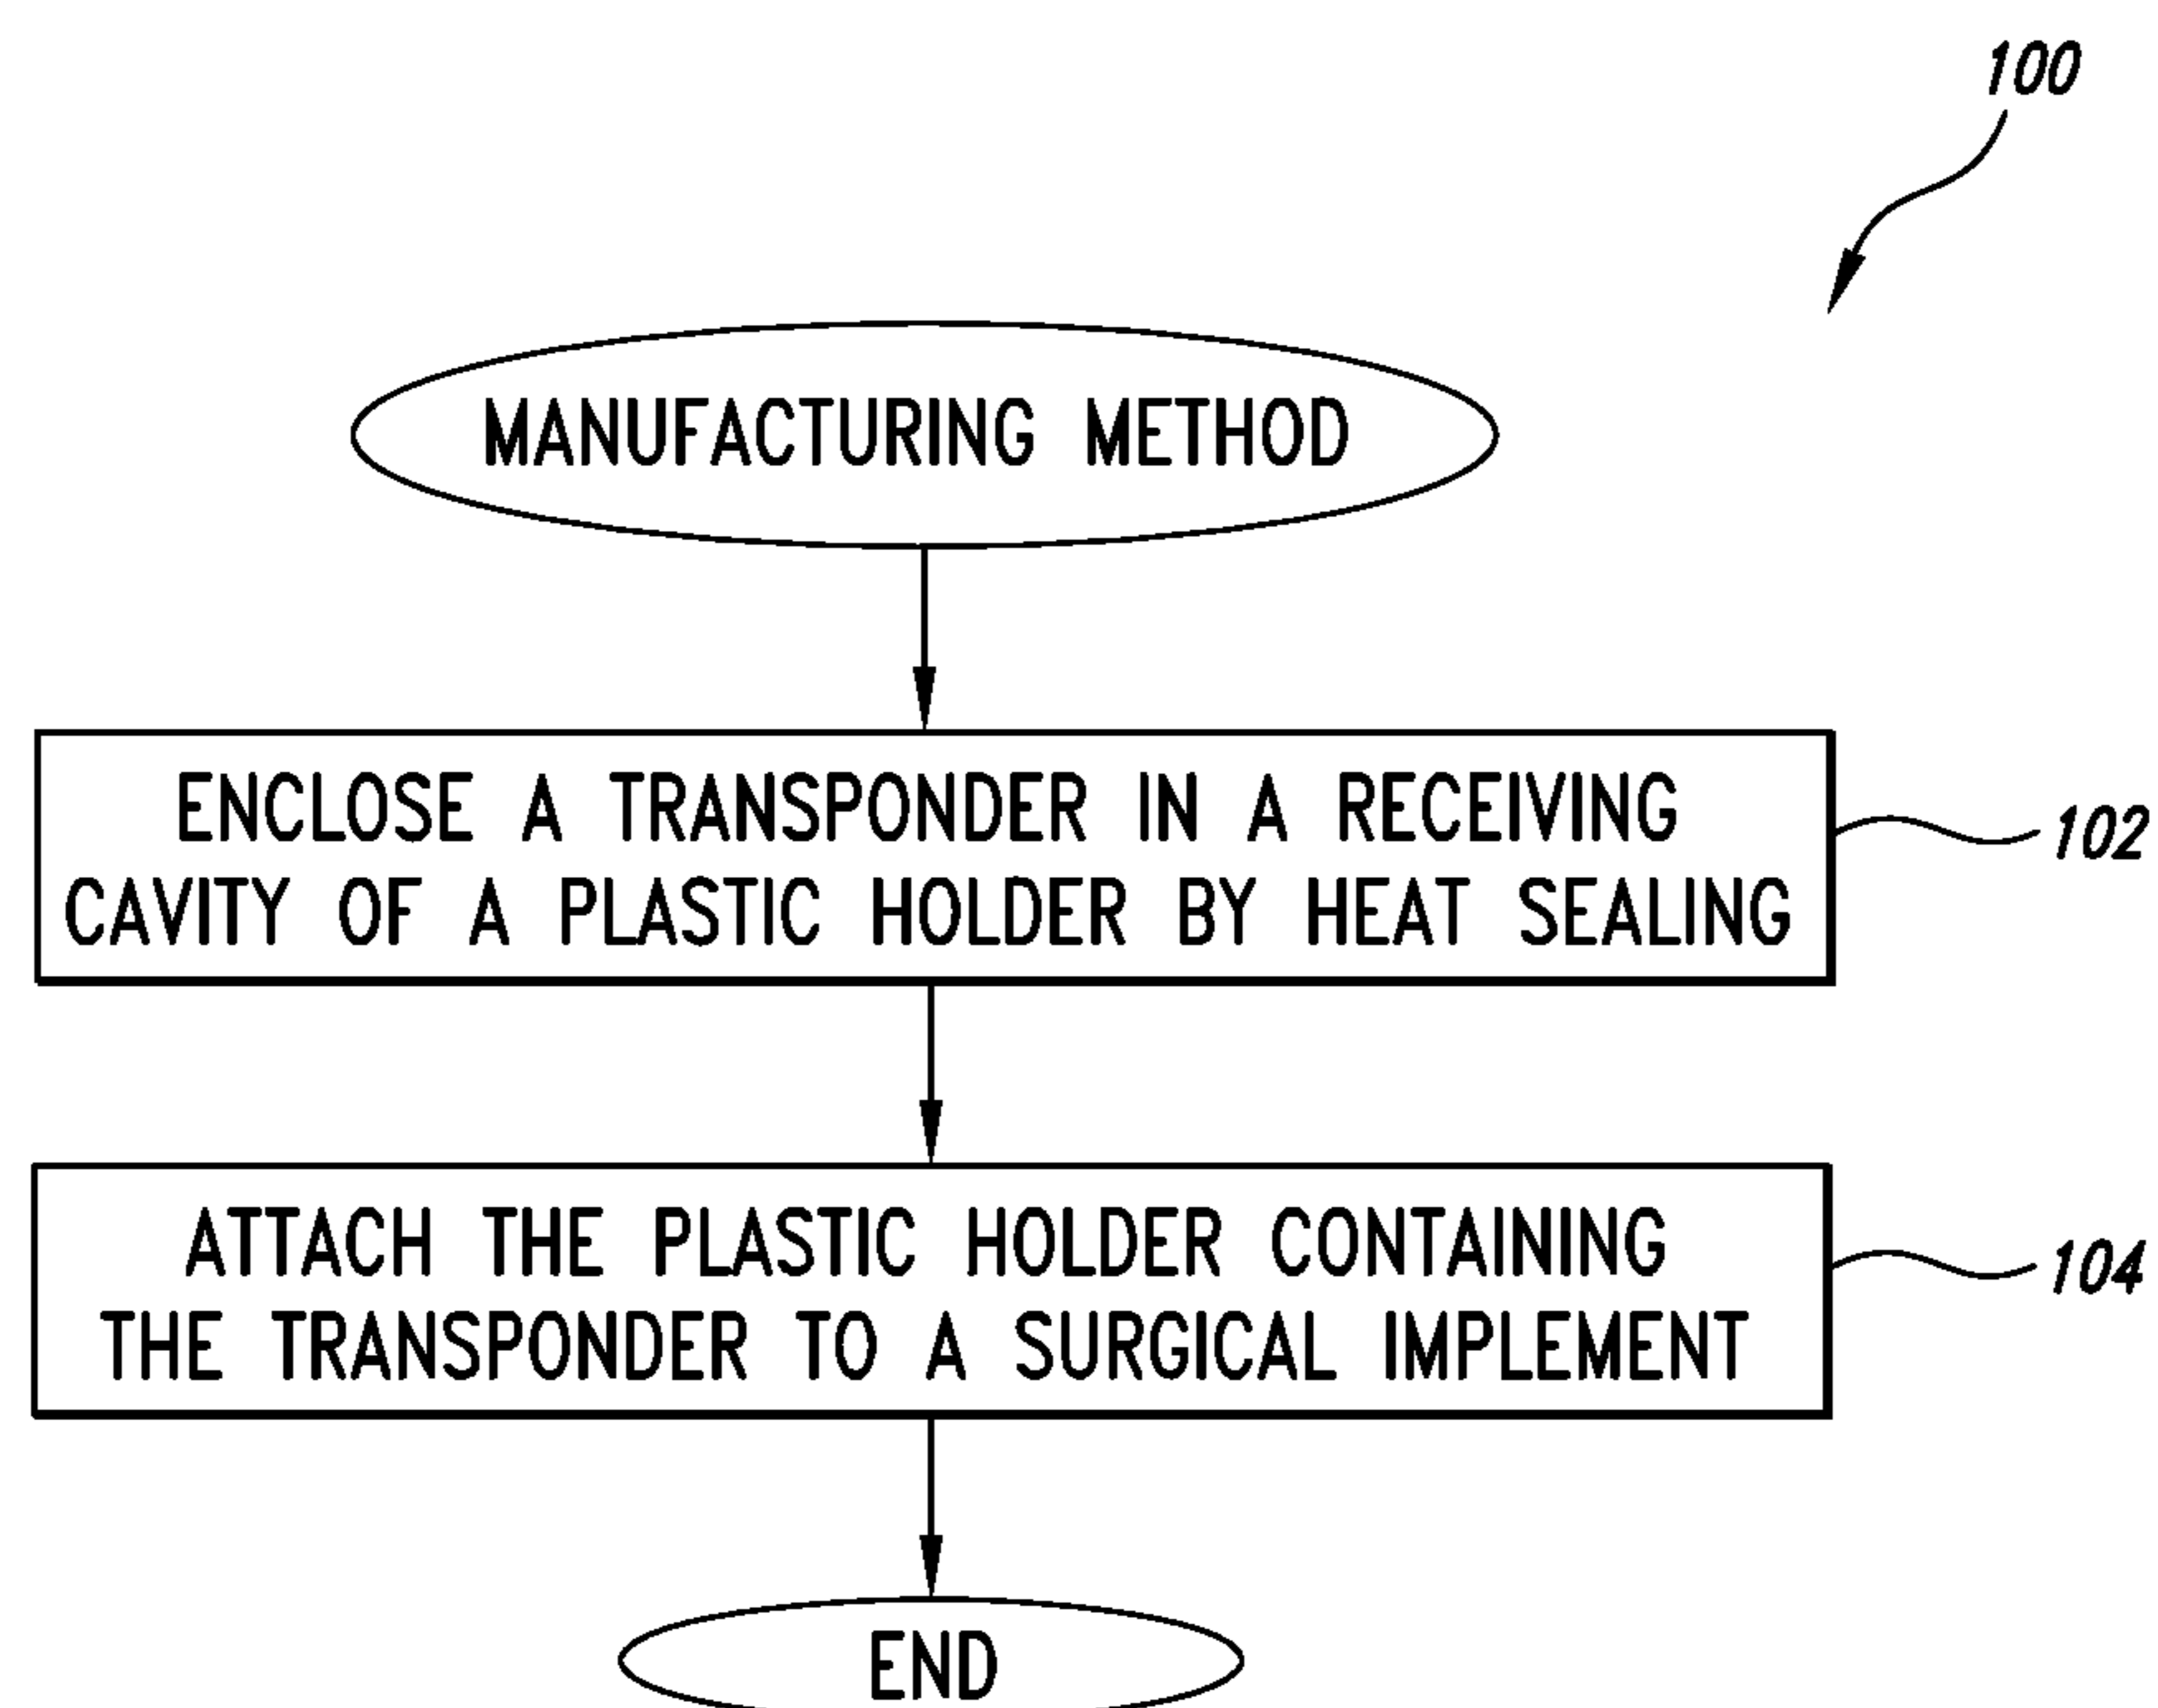 100
MANUFACTURING METHOD
ENCLOSE A TRANSPONDER IN A RECEIVING
CAVITY OF A PLASTIC HOLDER BY HEAT SEALING
102
ATTACH THE PLASTIC HOLDER CONTAINING
THE TRANSPONDER TO A SURGICAL IMPLEMENT
104
END